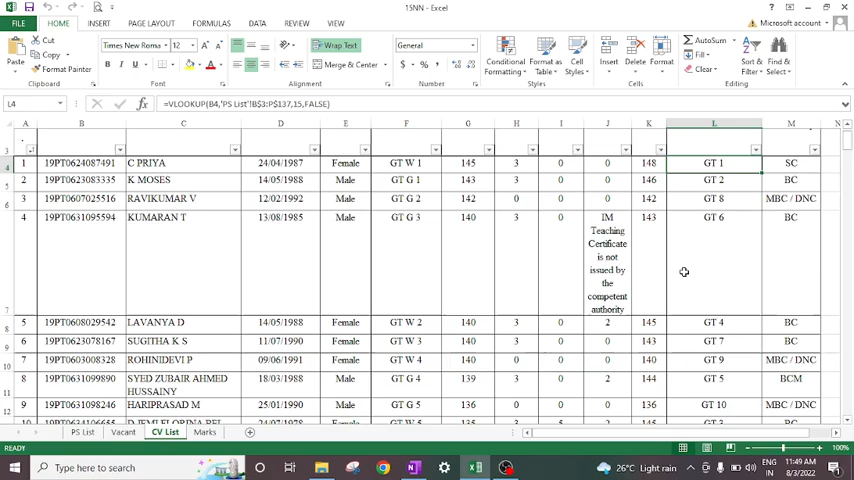 15NN - Excel
Microsoft account
FILE HOME INSERT PAGE LAYOUT FORMULAS DATA REVIEW VIEW
Cut
Copy
Format Painter
Paste
Clipboard
Times New Roma 12
B I U
Font
Wrap Text
Merge & Center
Alignment
General
$ % ,
Number
Conditional Formatting
Format as Table
Cell Styles
Styles
Insert Delete Format
Cells
AutoSum
Fill
Clear
Sort & Filter
Find & Select
Editing
L4 fx =VLOOKUP(B4,'PS List'!B$3:P$137,15,FALSE)
A B C D E F G H I J K L M N
3
4 1 19PT0624087491 C PRIYA 24/04/1987 Female GT W 1 145 3 0 0 148 GT 1 SC
5 2 19PT0623083335 K MOSES 14/05/1988 Male GT G 1 143 3 0 0 146 GT 2 BC
6 3 19PT0607025516 RAVIKUMAR V 12/02/1992 Male GT G 2 142 0 0 0 142 GT 8 MBC / DNC
7 4 19PT0631095594 KUMARAN T 13/08/1985 Male GT G 3 140 3 0 IM Teaching Certificate is not issued by the competent authority 143 GT 6 BC
8 5 19PT0608029542 LAVANYA D 14/05/1988 Female GT W 2 140 3 0 2 145 GT 4 BC
9 6 19PT0623078167 SUGITHA K S 11/07/1990 Female GT W 3 140 3 0 0 143 GT 7 BC
10 7 19PT0603008328 ROHINIDEVI P 09/06/1991 Female GT W 4 140 0 0 0 140 GT 9 MBC / DNC
11 8 19PT0631099890 SYED ZUBAIR AHMED HUSSAINY 18/03/1988 Male GT G 4 139 3 0 2 144 GT 5 BCM
12 9 19PT0631098246 HARIPRASAD M 25/01/1990 Male GT G 5 136 0 0 0 136 GT 10 MBC / DNC
PS List Vacant CV List Marks
READY 100%
Type here to search
26°C Light rain
ENG IN
11:49 AM
8/3/2022